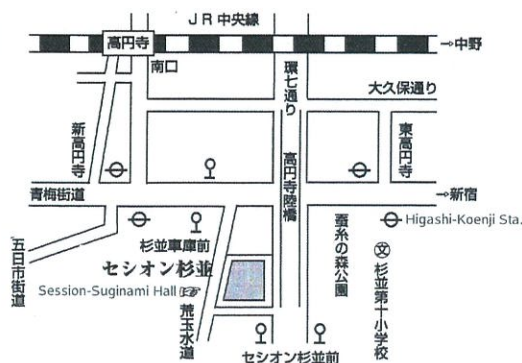 JR中央線
高円寺
→中野
南口
環七通り
大久保通り
新高円寺
高円寺陸橋
東高円寺
青梅街道
→新宿
五日市街道
杉並車庫前
Higashi-Koenji Sta.
蚕糸の森公園
文
杉並第十小学校
セシオン杉並
Session-Suginami Hall
荒玉水道
セシオン杉並前